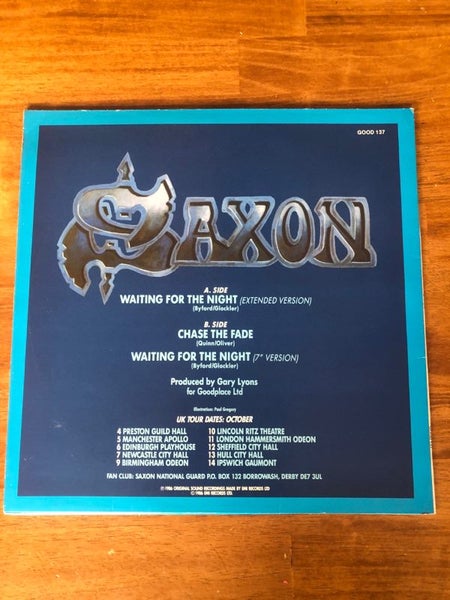 GOOD 137
SAXON
A. SIDE
WAITING FOR THE NIGHT (EXTENDED VERSION)
(Byford/Glockler)
B. SIDE
CHASE THE FADE
(Quinn/Oliver)
WAITING FOR THE NIGHT (7" VERSION)
(Byford/Glockler)
Produced by Gary Lyons
for Goodplace Ltd
Illustration: Paul Gregory
UK TOUR DATES: OCTOBER
4 PRESTON GUILD HALL 10 LINCOLN RITZ THEATRE
5 MANCHESTER APOLLO 11 LONDON HAMMERSMITH ODEON
6 EDINBURGH PLAYHOUSE 12 SHEFFIELD CITY HALL
7 NEWCASTLE CITY HALL 13 HULL CITY HALL
9 BIRMINGHAM ODEON 14 IPSWICH GAUMONT
FAN CLUB: SAXON NATIONAL GUARD P.O. BOX 132 BORROWASH, DERBY DE7 3UL
Ⓟ 1986 ORIGINAL SOUND RECORDINGS MADE BY EMI RECORDS LTD
© 1986 EMI RECORDS LTD.